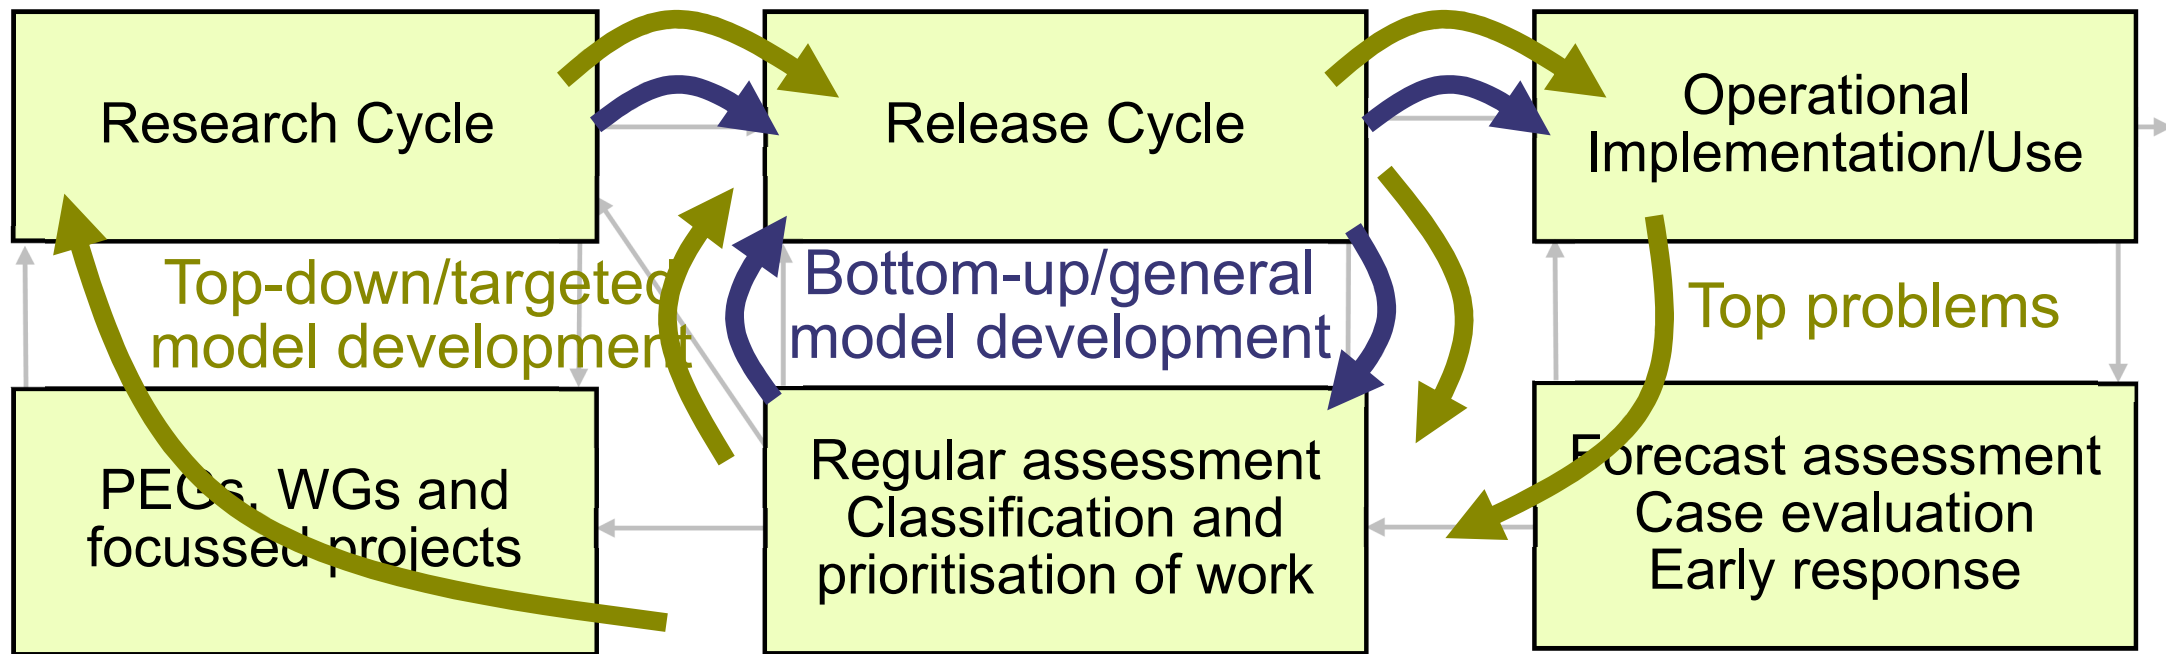 Research Cycle
Release Cycle
Operational
Implementation/Use
Top-down/targeted
model development
Bottom-up/general
model development
Top problems
PEGs, WGs and
focussed projects
Regular assessment
Classification and
prioritisation of work
Forecast assessment
Case evaluation
Early response